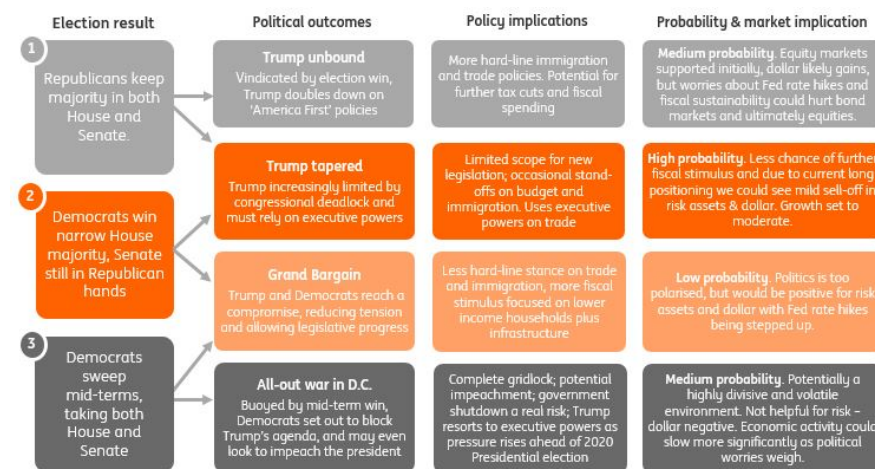 Election result
Political outcomes
Policy implications
Probability & market implication
1
Republicans keep
majority in both
House and
Senate.
Trump unbound
Vindicated by election win,
Trump doubles down on
'America First' policies
More hard-line immigration
and trade policies. Potential for
further tax cuts and fiscal
spending
Medium probability. Equity markets
supported initially, dollar likely gains,
but worries about Fed rate hikes and
fiscal sustainability could hurt bond
markets and ultimately equities.
2
Democrats win
narrow House
majority, Senate
still in Republican
hands
Trump tapered
Trump increasingly limited by
congressional deadlock and
must rely on executive powers
Limited scope for new
legislation; occasional stand-
offs on budget and
immigration. Uses executive
powers on trade
High probability. Less chance of further
fiscal stimulus and due to current long
positioning we could see mild sell-off in
risk assets & dollar. Growth set to
moderate.
Grand Bargain
Trump and Democrats reach a
compromise, reducing tension
and allowing legislative progress
Less hard-line stance on trade
and immigration, more fiscal
stimulus focused on lower
income households plus
infrastructure
Low probability. Politics is too
polarised, but would be positive for risk
assets and dollar with Fed rate hikes
being stepped up.
3
Democrats
sweep
mid-terms,
taking both
House and
Senate
All-out war in D.C.
Buoyed by mid-term win,
Democrats set out to block
Trump's agenda, and may even
look to impeach the president
Complete gridlock; potential
impeachment; government
shutdown a real risk; Trump
resorts to executive powers as
pressure rises ahead of 2020
Presidential election
Medium probability. Potentially a
highly divisive and volatile
environment. Not helpful for risk –
dollar negative. Economic activity could
slow more significantly as political
worries weigh.